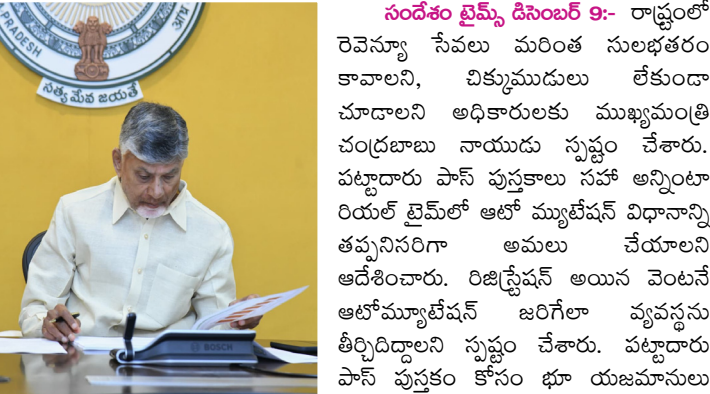 PRADESH
సత్యమేవ జయతే
BOSCH
సందేశం టైమ్స్ డిసెంబర్ 9:- రాష్ట్రంలో
రెవెన్యూ సేవలు మరింత సులభతరం
కావాలని, చిక్కుముడులు లేకుండా
చూడాలని అధికారులకు ముఖ్యమంత్రి
చంద్రబాబు నాయుడు స్పష్టం చేశారు.
పట్టాదారు పాస్ పుస్తకాలు సహా అన్నింటా
రియల్ టైమ్‌లో ఆటో మ్యుటేషన్ విధానాన్ని
తప్పనిసరిగా అమలు చేయాలని
ఆదేశించారు. రిజిస్ట్రేషన్ అయిన వెంటనే
ఆటోమ్యూటేషన్ జరిగేలా వ్యవస్థను
తీర్చిదిద్దాలని స్పష్టం చేశారు. పట్టాదారు
పాస్ పుస్తకం కోసం భూ యజమానులు